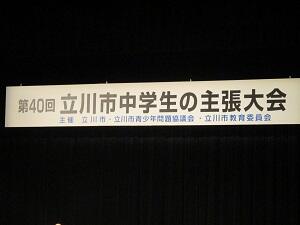 第40回 立川市中学生の主張大会
主催 立川市・立川市青少年問題協議会・立川市教育委員会